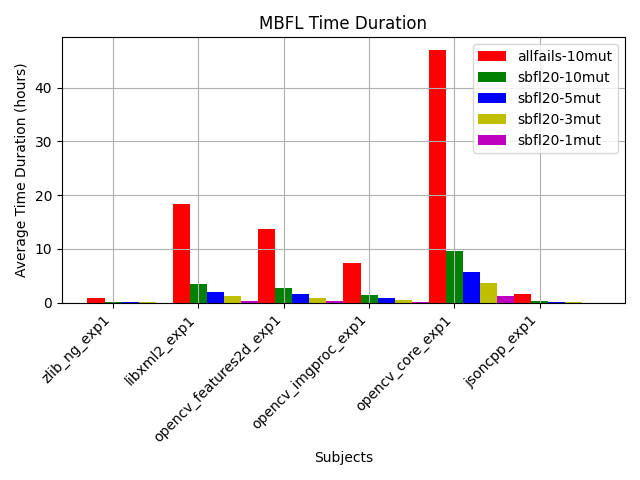 MBFL Time Duration
allfails-10mut
sbfl20-10mut
sbfl20-5mut
sbfl20-3mut
sbfl20-1mut
Average Time Duration (hours)
40
30
20
10
0
zlib_ng_exp1
libxml2_exp1
opencv_features2d_exp1
opencv_imgproc_exp1
opencv_core_exp1
jsoncpp_exp1
Subjects